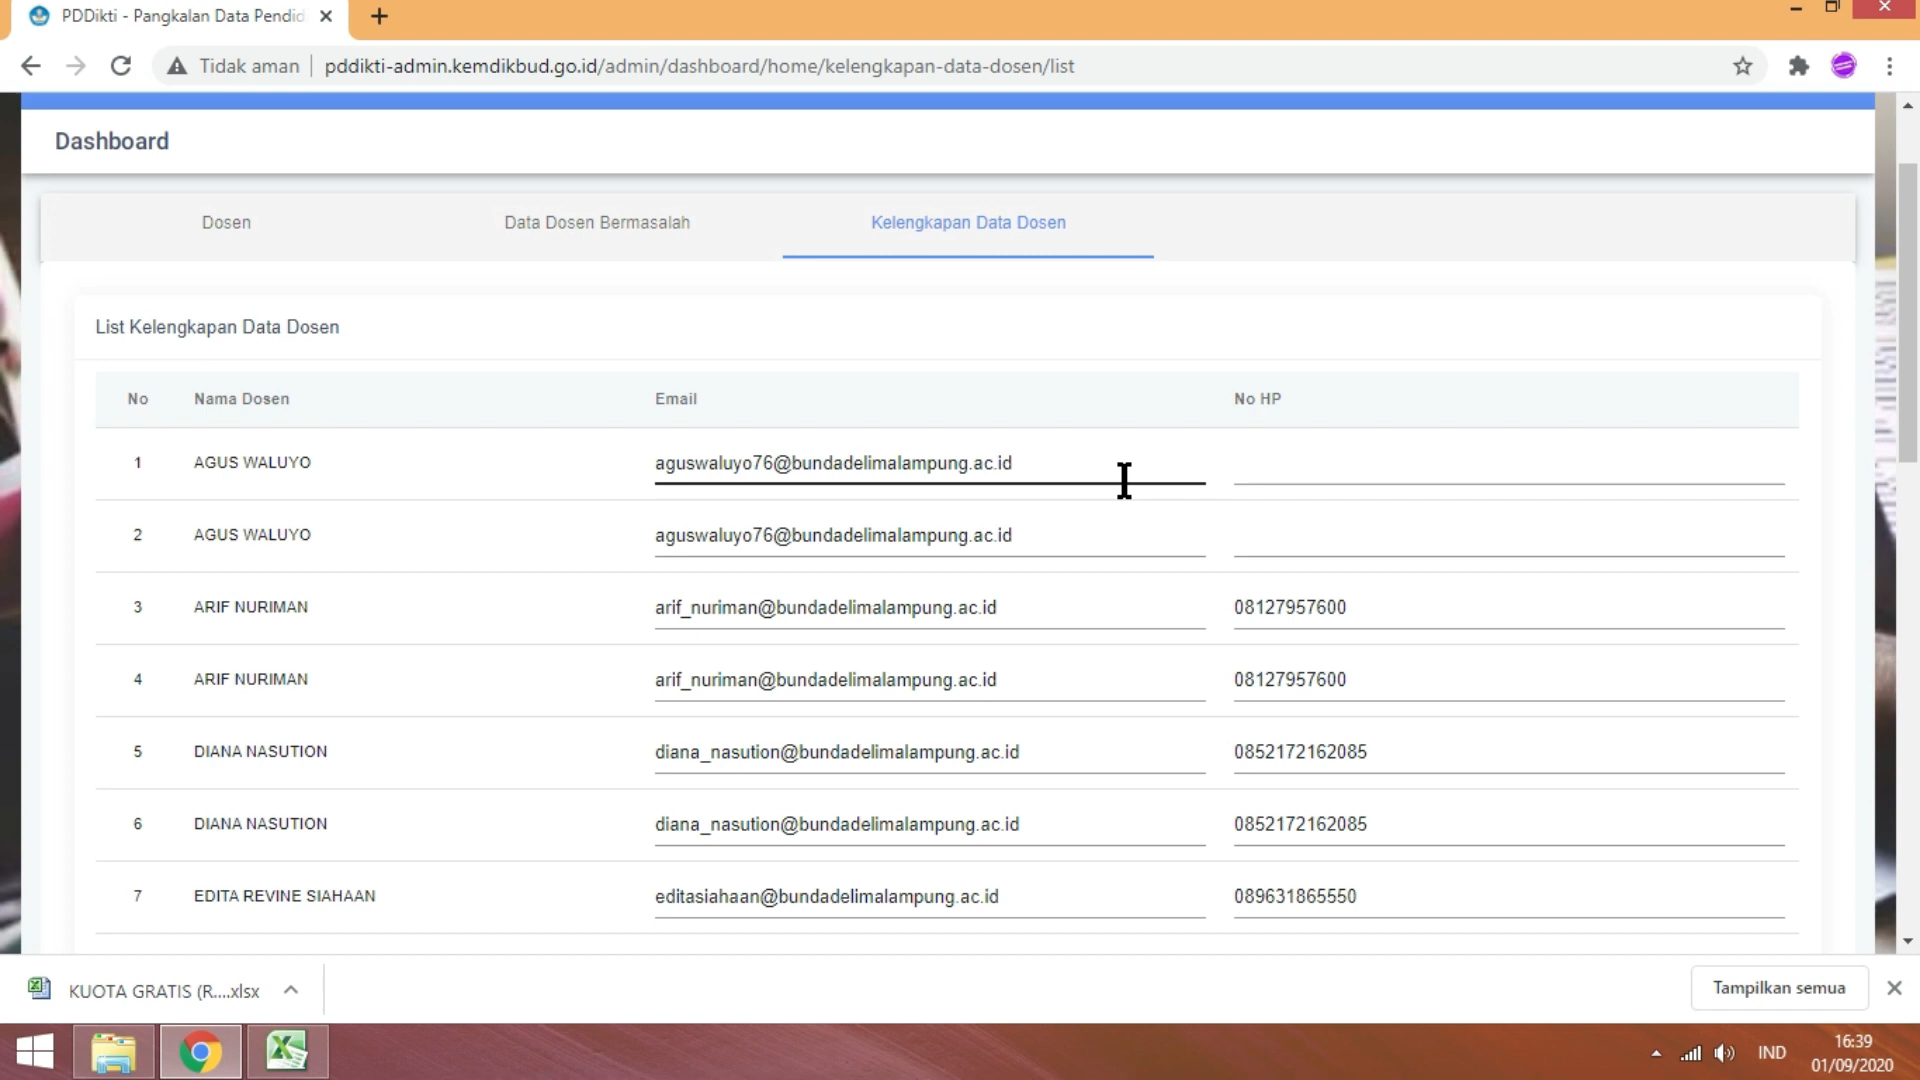 PDDikti - Pangkalan Data Pendid
Tidak aman | pddikti-admin.kemdikbud.go.id/admin/dashboard/home/kelengkapan-data-dosen/list
Dashboard
Dosen Data Dosen Bermasalah Kelengkapan Data Dosen
List Kelengkapan Data Dosen
No Nama Dosen Email No HP
1 AGUS WALUYO aguswaluyo76@bundadelimalampung.ac.id
2 AGUS WALUYO aguswaluyo76@bundadelimalampung.ac.id
3 ARIF NURIMAN arif_nuriman@bundadelimalampung.ac.id 08127957600
4 ARIF NURIMAN arif_nuriman@bundadelimalampung.ac.id 08127957600
5 DIANA NASUTION diana_nasution@bundadelimalampung.ac.id 0852172162085
6 DIANA NASUTION diana_nasution@bundadelimalampung.ac.id 0852172162085
7 EDITA REVINE SIAHAAN editasiahaan@bundadelimalampung.ac.id 089631865550
KUOTA GRATIS (R....xlsx Tampilkan semua
IND 16:39
01/09/2020